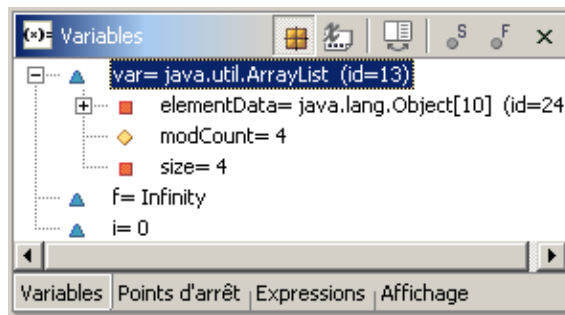 (x)= Variables S F
var= java.util.ArrayList (id=13)
elementData= java.lang.Object[10] (id=24
modCount= 4
size= 4
f= Infinity
i= 0
Variables Points d'arrêt Expressions Affichage